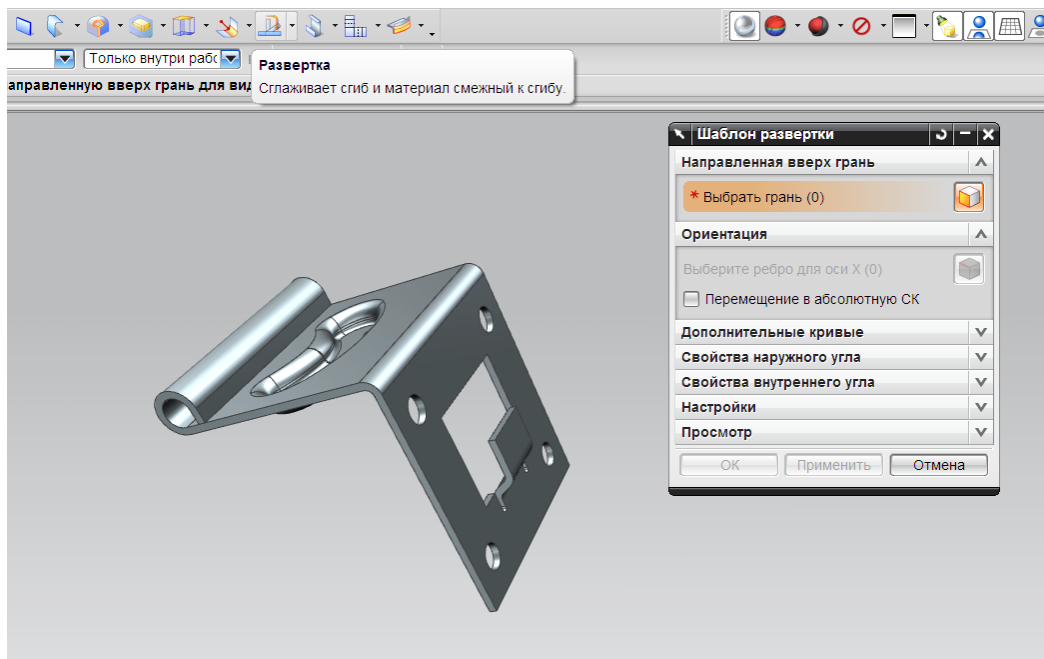 Только внутри рабо
Развертка
Сглаживает сгиб и материал смежный к сгибу.
аправленную вверх грань для вид
Шаблон развертки
Направленная вверх грань
* Выбрать грань (0)
Ориентация
Выберите ребро для оси X (0)
Перемещение в абсолютную СК
Дополнительные кривые
Свойства наружного угла
Свойства внутреннего угла
Настройки
Просмотр
ОК Применить Отмена